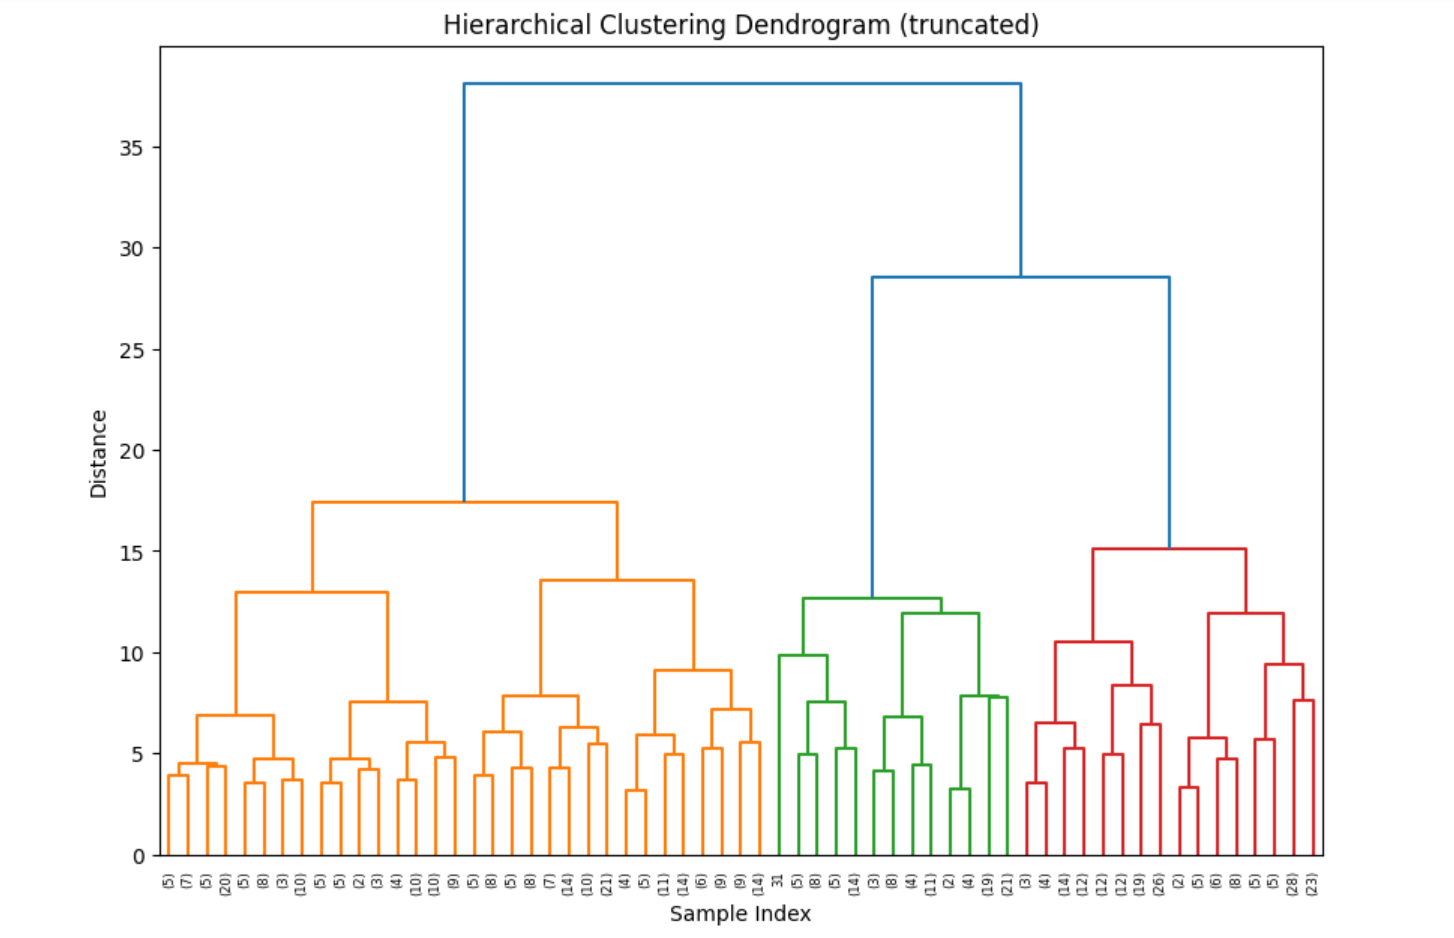 Hierarchical Clustering Dendrogram (truncated)
35
30
25
20
15
10
5
0
Distance
(5) (7) (5) (20) (5) (8) (3) (10) (5) (5) (2) (3) (4) (10) (10) (9) (5) (8) (5) (8) (7) (14) (10) (21) (4) (5) (11) (14) (6) (9) (9) (14) 31 (5) (8) (5) (14) (3) (8) (4) (11) (2) (4) (19) (21) (3) (4) (14) (12) (12) (12) (19) (26) (2) (5) (6) (8) (5) (5) (28) (23)
Sample Index